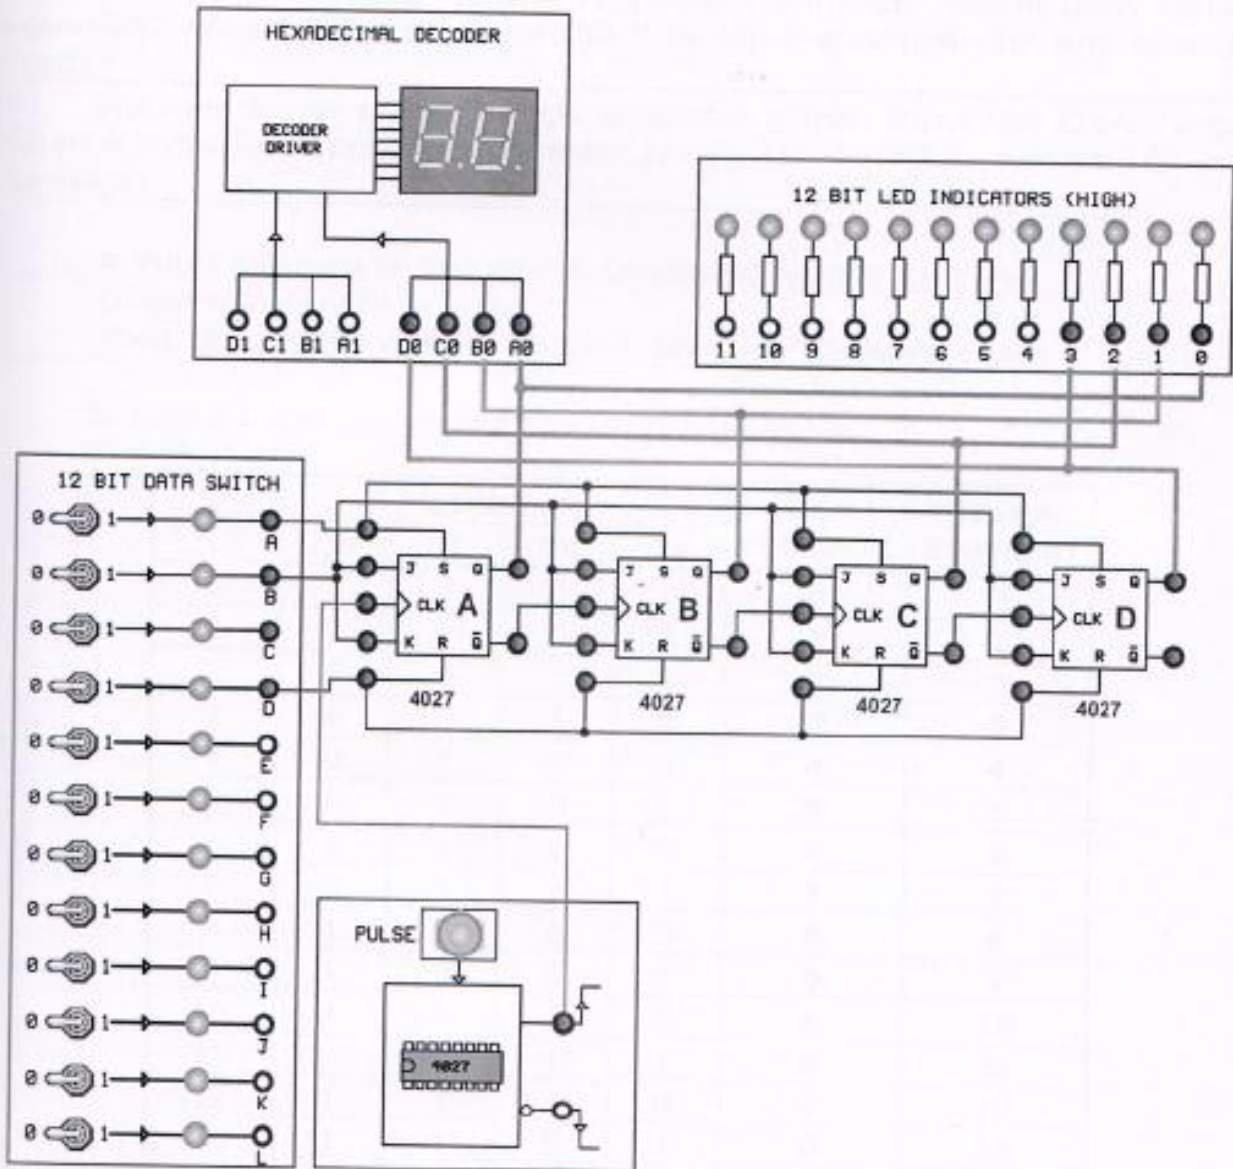 HEXADECIMAL DECODER
DECODER
DRIVER
D1 C1 B1 A1 D0 C0 B0 A0
12 BIT LED INDICATORS (HIGH)
11 10 9 8 7 6 5 4 3 2 1 0
12 BIT DATA SWITCH
0 1 A
0 1 B
0 1 C
0 1 D
0 1 E
0 1 F
0 1 G
0 1 H
0 1 I
0 1 J
0 1 K
0 1 L
J S Q
CLK A
K R Q̅
4027
J S Q
CLK B
K R Q̅
4027
J S Q
CLK C
K R Q̅
4027
J S Q
CLK D
K R Q̅
4027
PULSE
4027